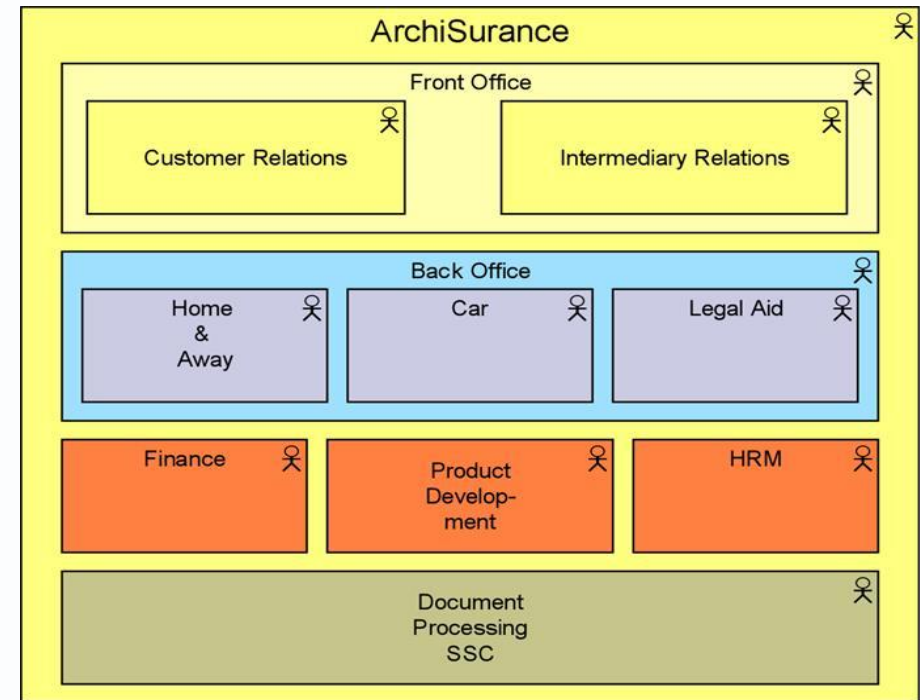 ArchiSurance
Front Office
Customer Relations
Intermediary Relations
Back Office
Home
&
Away
Car
Legal Aid
Finance
Product
Develop-
ment
HRM
Document
Processing
SSC